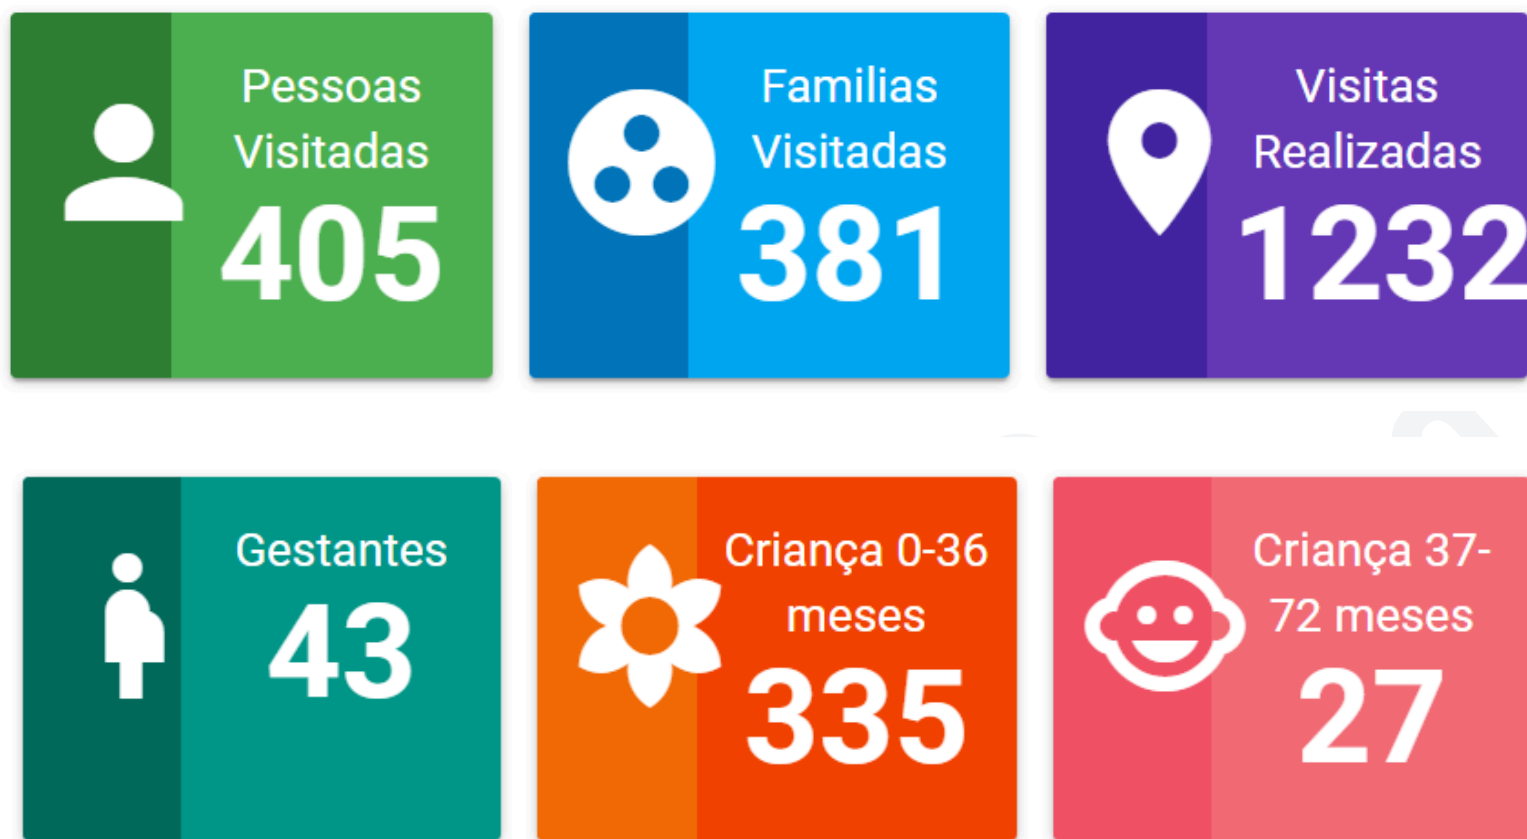 Pessoas
Visitadas
405
Familias
Visitadas
381
Visitas
Realizadas
1232
Gestantes
43
Criança 0-36
meses
335
Criança 37-
72 meses
27